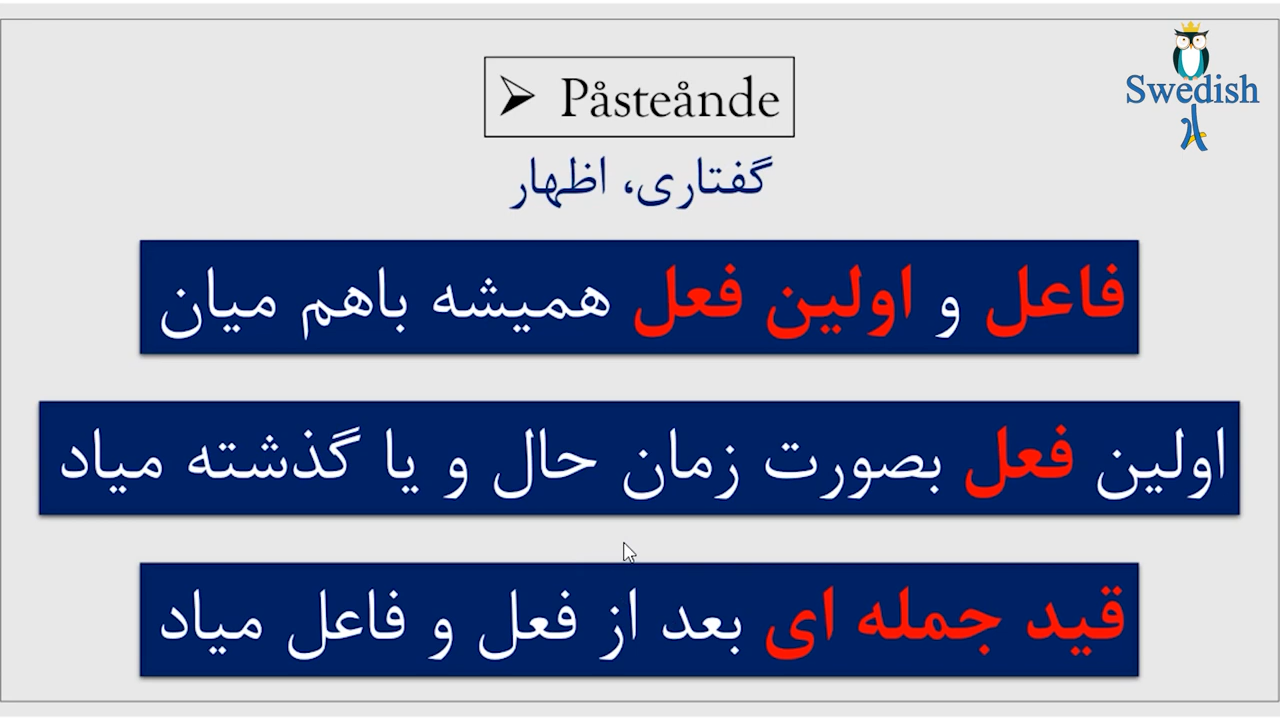 Swedish
➢ Påsteånde
گفتاری، اظهار
فاعل و اولین فعل همیشه باهم میان
اولین فعل بصورت زمان حال و یا گذشته میاد
قید جمله ای بعد از فعل و فاعل میاد